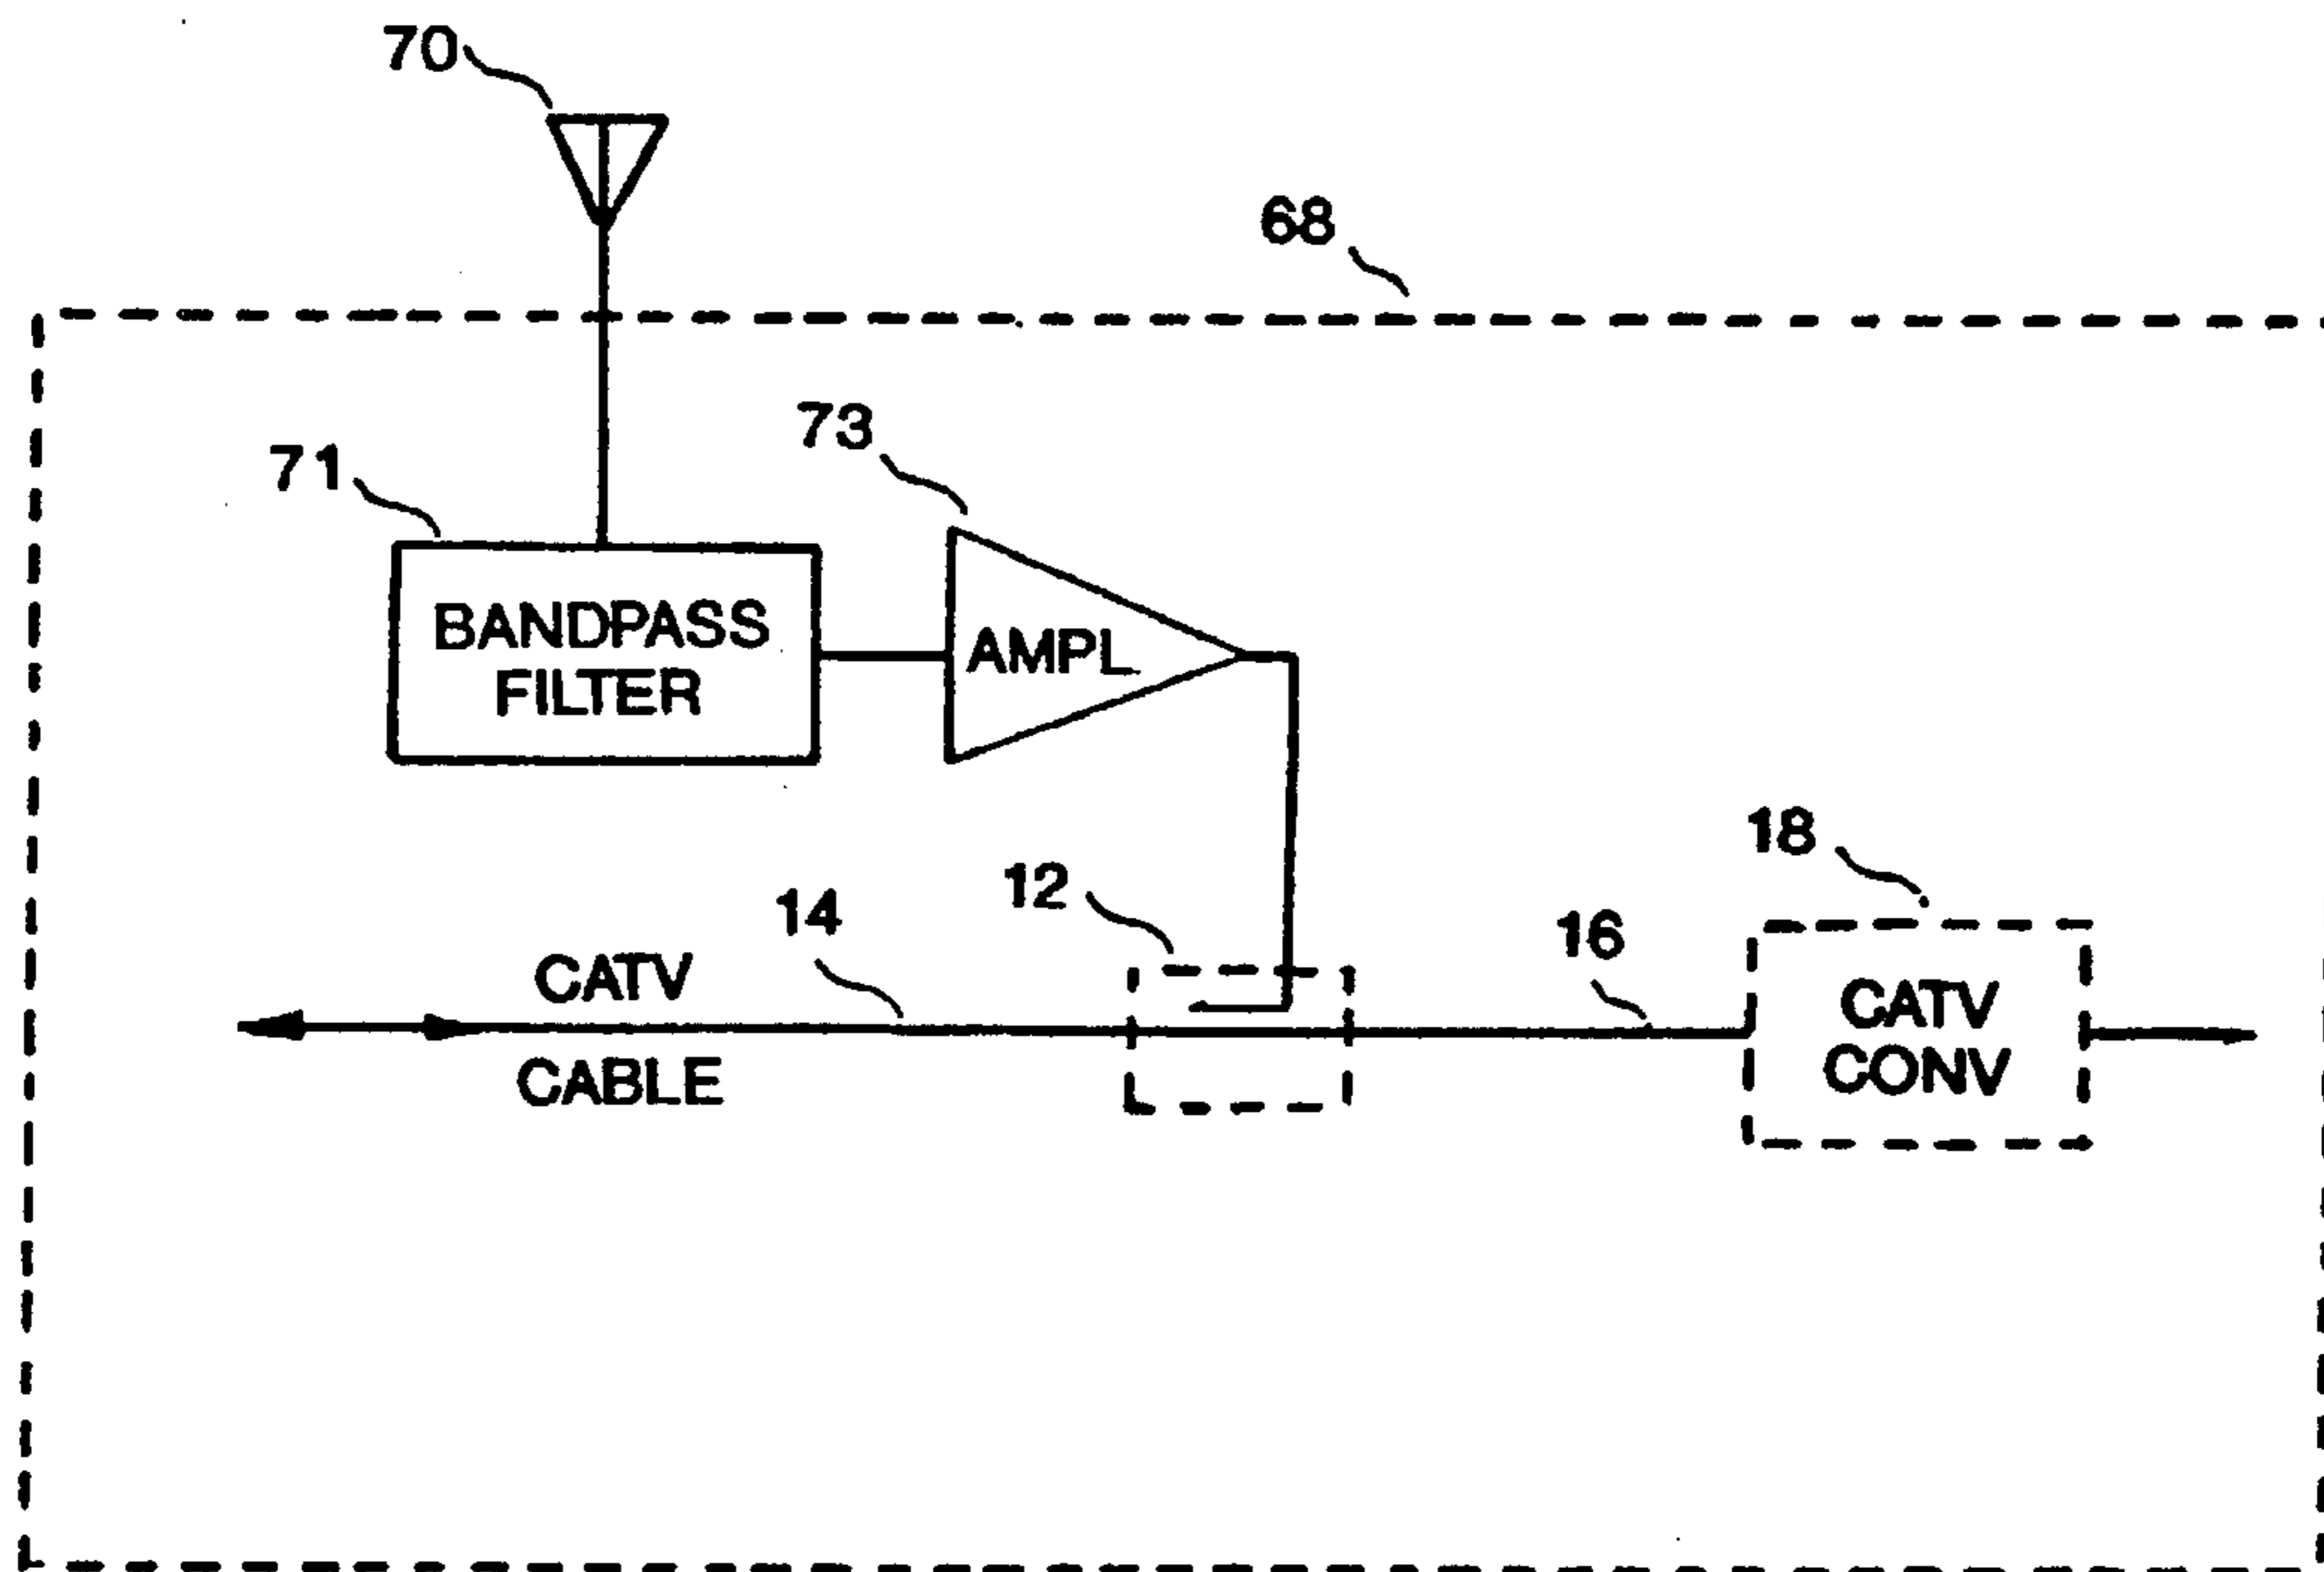 70
68
73
71
BANDPASS
FILTER
AMPL
18
12
14
16
CATV
CABLE
CATV
CONV